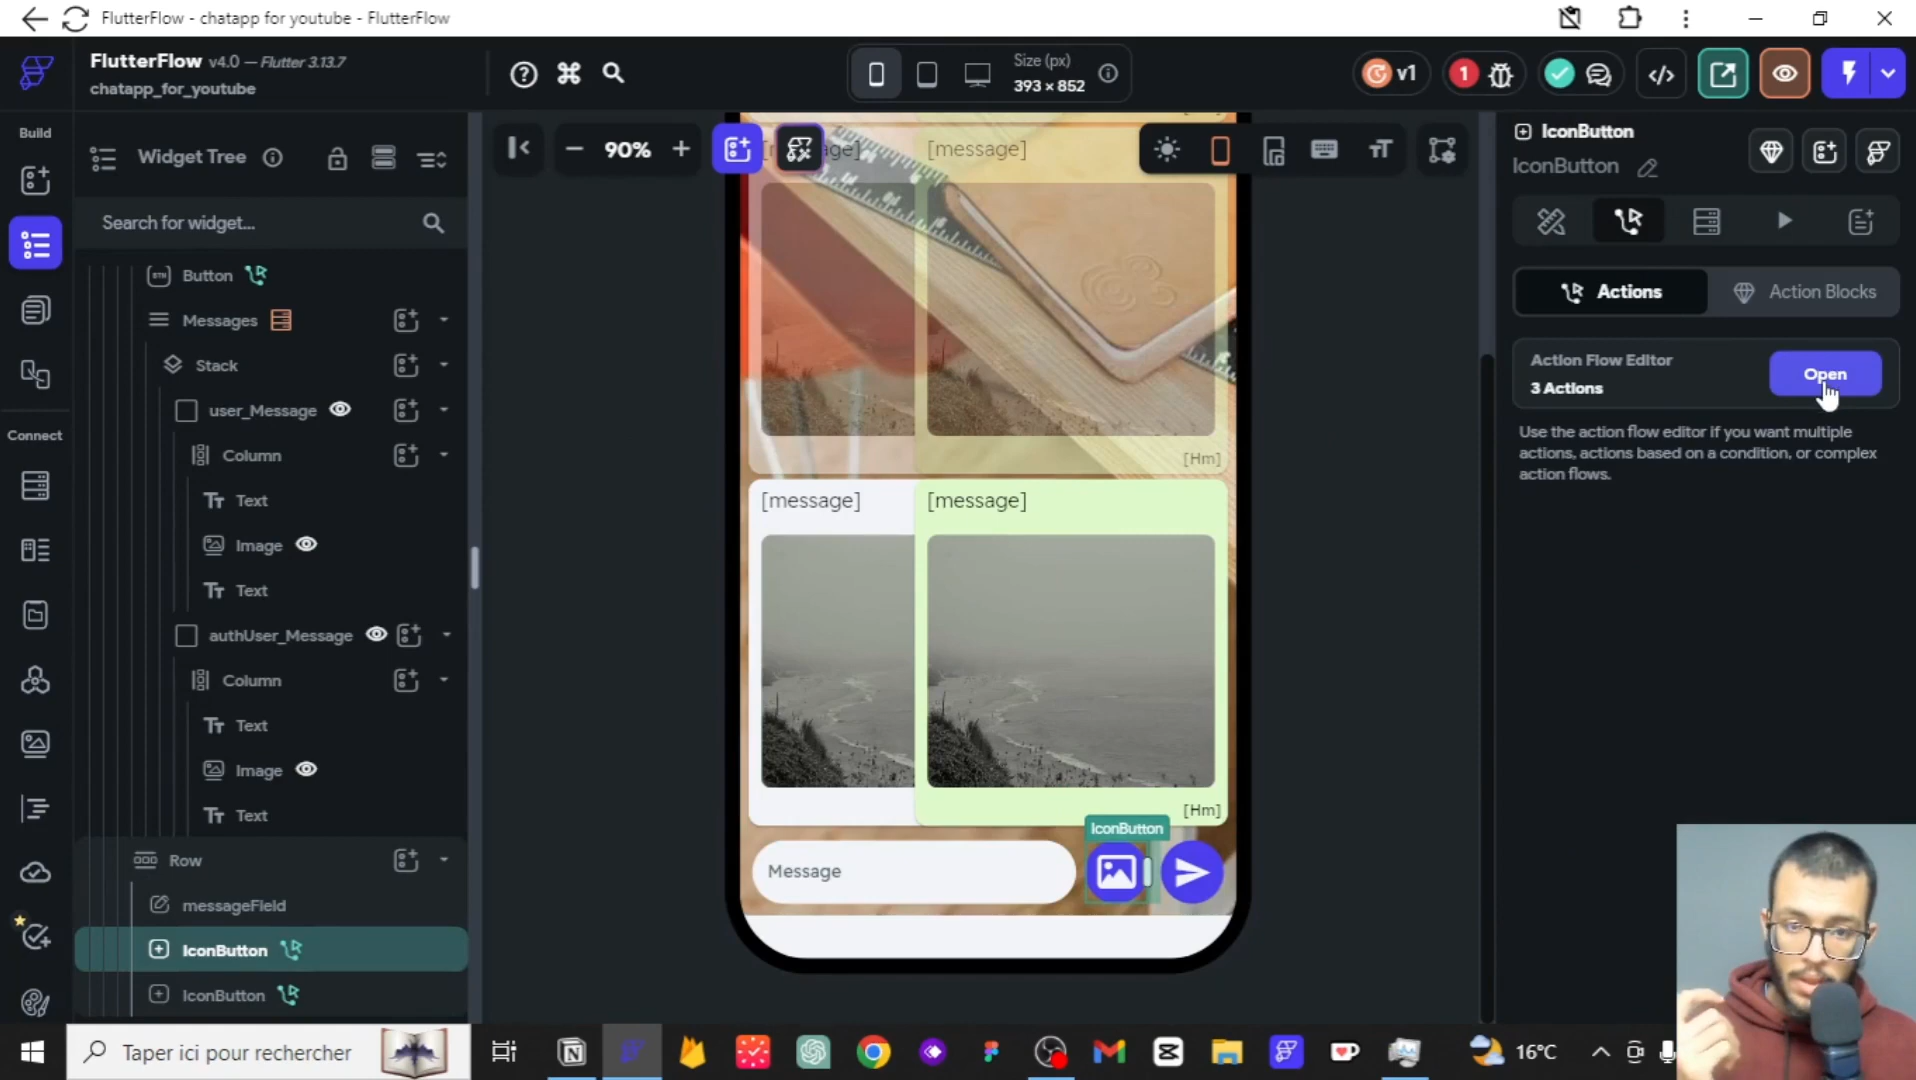 FlutterFlow - chatapp for youtube - FlutterFlow
FlutterFlow v4.0 — Flutter 3.13.7
chatapp_for_youtube
Size (px)
393 × 852
v1
1
Build
Connect
Widget Tree
Search for widget...
Button
Messages
Stack
user_Message
Column
Text
Image
Text
authUser_Message
Column
Text
Image
Text
Row
messageField
IconButton
IconButton
90%
[message]
[Hm]
[message]
[message]
[Hm]
IconButton
Message
IconButton
IconButton
Actions
Action Blocks
Action Flow Editor
3 Actions
Open
Use the action flow editor if you want multiple
actions, actions based on a condition, or complex
action flows.
Taper ici pour rechercher
16°C